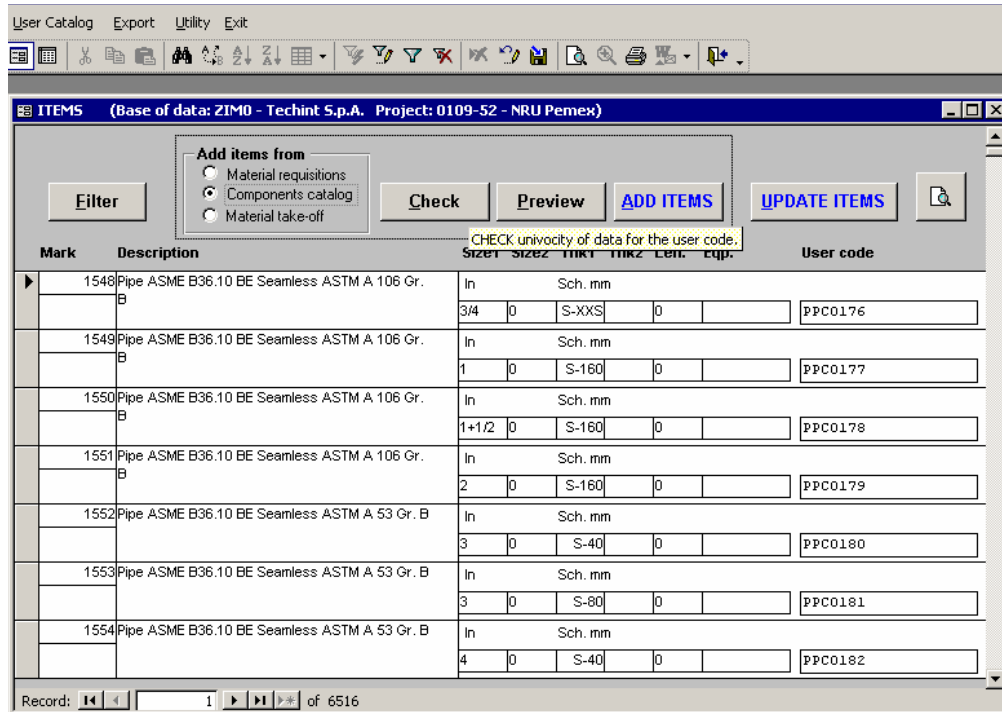 User Catalog Export Utility Exit
ITEMS (Base of data: ZIM0 - Techint S.p.A. Project: 0109-52 - NRU Pemex)
Add items from
Material requisitions
Components catalog
Material take-off
Filter Check Preview ADD ITEMS UPDATE ITEMS
CHECK univocity of data for the user code.
Mark Description Size1 Size2 Thk1 Thk2 Len. Eqp. User code
1548 Pipe ASME B36.10 BE Seamless ASTM A 106 Gr. In Sch. mm
B
3/4 0 S-XXS 0 PPC0176
1549 Pipe ASME B36.10 BE Seamless ASTM A 106 Gr. In Sch. mm
B
1 0 S-160 0 PPC0177
1550 Pipe ASME B36.10 BE Seamless ASTM A 106 Gr. In Sch. mm
B
1+1/2 0 S-160 0 PPC0178
1551 Pipe ASME B36.10 BE Seamless ASTM A 106 Gr. In Sch. mm
B
2 0 S-160 0 PPC0179
1552 Pipe ASME B36.10 BE Seamless ASTM A 53 Gr. B In Sch. mm
3 0 S-40 0 PPC0180
1553 Pipe ASME B36.10 BE Seamless ASTM A 53 Gr. B In Sch. mm
3 0 S-80 0 PPC0181
1554 Pipe ASME B36.10 BE Seamless ASTM A 53 Gr. B In Sch. mm
4 0 S-40 0 PPC0182
Record: 1 of 6516